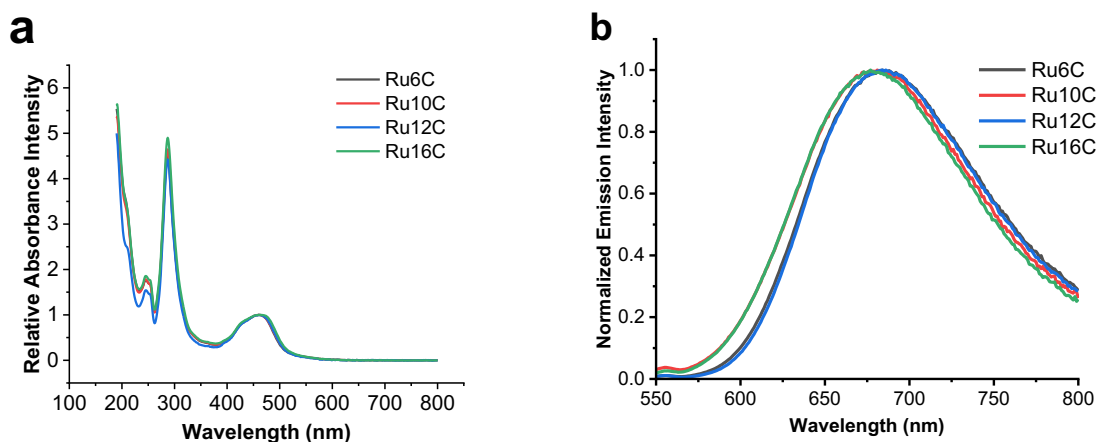 a
Ru6C
Ru10C
Ru12C
Ru16C
Relative Absorbance Intensity
6
5
4
3
2
1
0
100 200 300 400 500 600 700 800
Wavelength (nm)
b
Ru6C
Ru10C
Ru12C
Ru16C
Normalized Emission Intensity
1.0
0.8
0.6
0.4
0.2
0.0
550 600 650 700 750 800
Wavelength (nm)